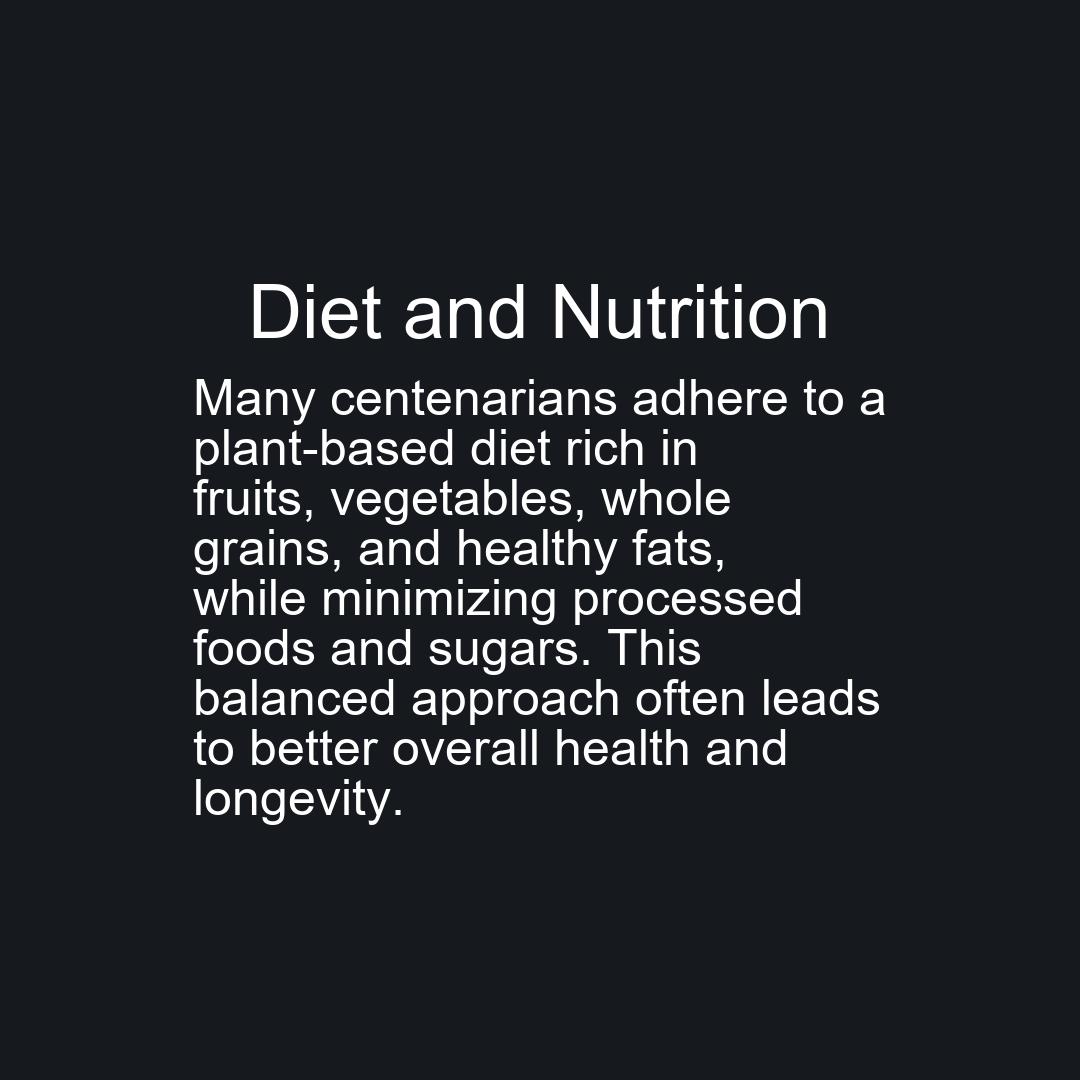 Diet and Nutrition
Many centenarians adhere to a
plant-based diet rich in
fruits, vegetables, whole
grains, and healthy fats,
while minimizing processed
foods and sugars. This
balanced approach often leads
to better overall health and
longevity.